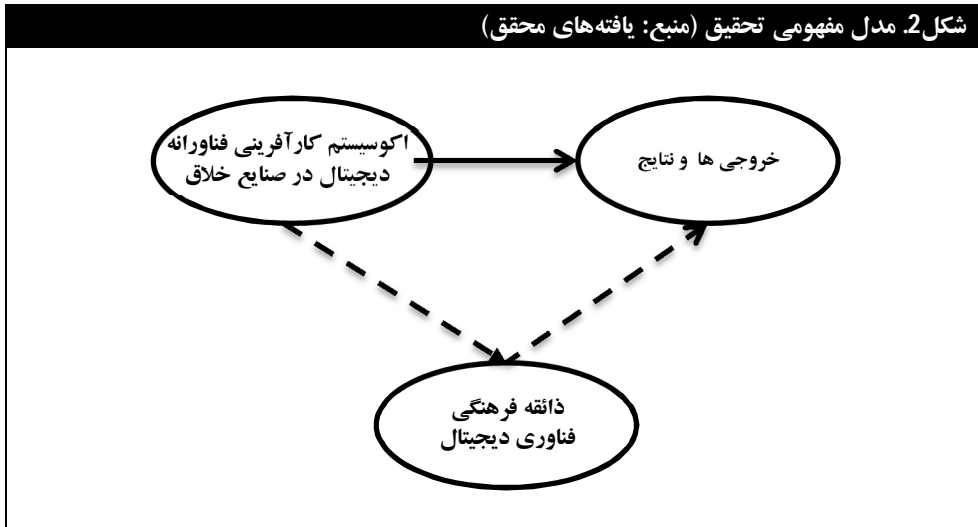 شکل2. مدل مفهومی تحقیق (منبع: یافته‌های محقق)
اکوسیستم کارآفرینی فناورانه
دیجیتال در صنایع خلاق
خروجی ها و نتایج
ذائقه فرهنگی
فناوری دیجیتال